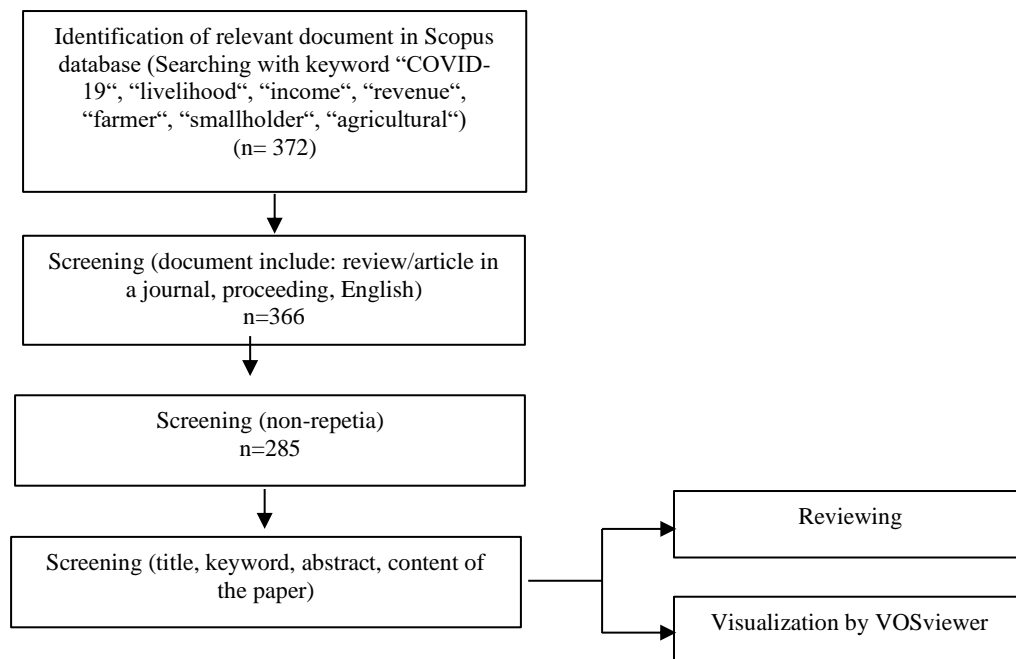 Identification of relevant document in Scopus
database (Searching with keyword “COVID-
19“, “livelihood“, “income“, “revenue“,
“farmer“, “smallholder“, “agricultural“)
(n= 372)
Screening (document include: review/article in
a journal, proceeding, English)
n=366
Screening (non-repetia)
n=285
Screening (title, keyword, abstract, content of
the paper)
Reviewing
Visualization by VOSviewer